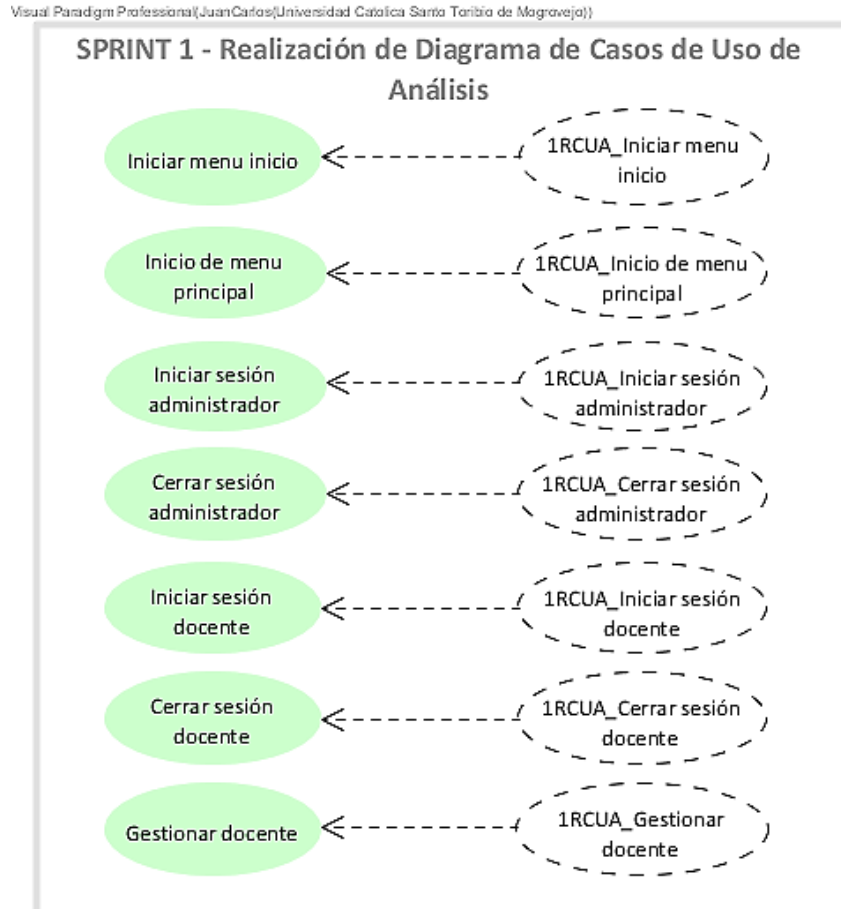 Visual Paradigm Professional(JuanCarlos(Universidad Catolica Santo Toribio de Mogrovejo))
SPRINT 1 - Realización de Diagrama de Casos de Uso de
Análisis
Iniciar menu inicio
1RCUA_Iniciar menu
inicio
Inicio de menu
principal
1RCUA_Inicio de menu
principal
Iniciar sesión
administrador
1RCUA_Iniciar sesión
administrador
Cerrar sesión
administrador
1RCUA_Cerrar sesión
administrador
Iniciar sesión
docente
1RCUA_Iniciar sesión
docente
Cerrar sesión
docente
1RCUA_Cerrar sesión
docente
Gestionar docente
1RCUA_Gestionar
docente